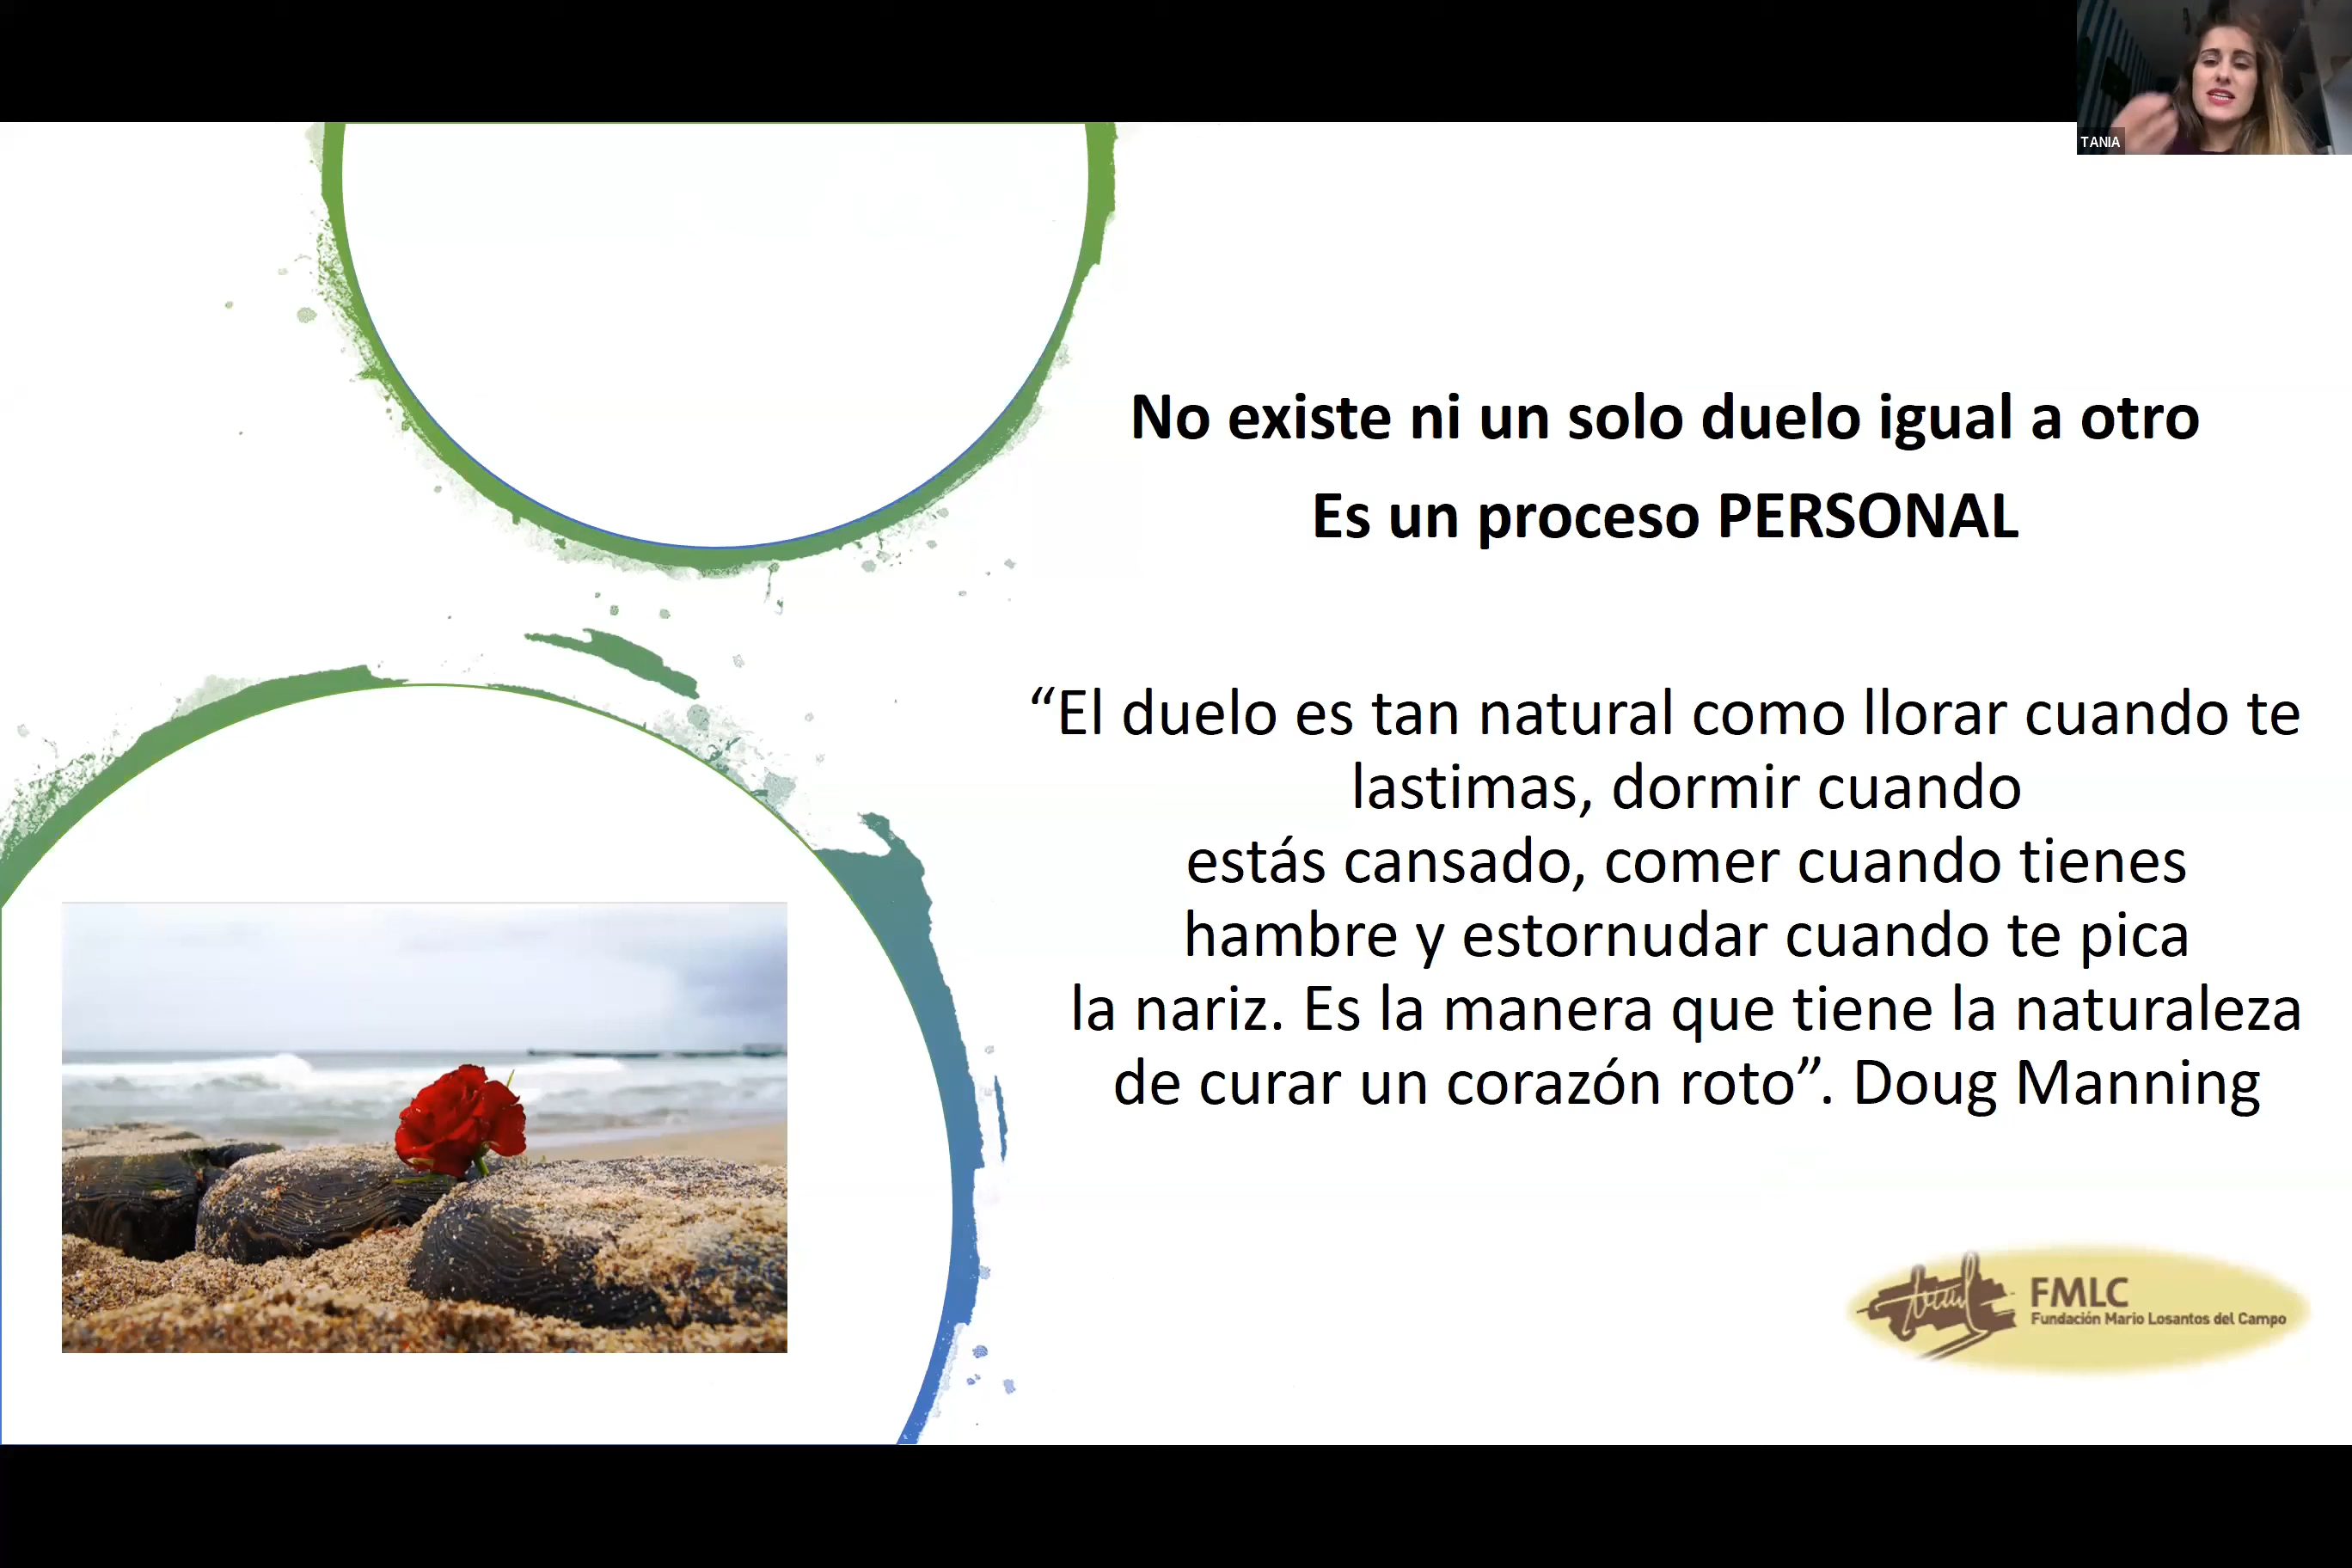 TANIA
No existe ni un solo duelo igual a otro
Es un proceso PERSONAL
“El duelo es tan natural como llorar cuando te
lastimas, dormir cuando
estás cansado, comer cuando tienes
hambre y estornudar cuando te pica
la nariz. Es la manera que tiene la naturaleza
de curar un corazón roto”. Doug Manning
FMLC
Fundación Mario Losantos del Campo